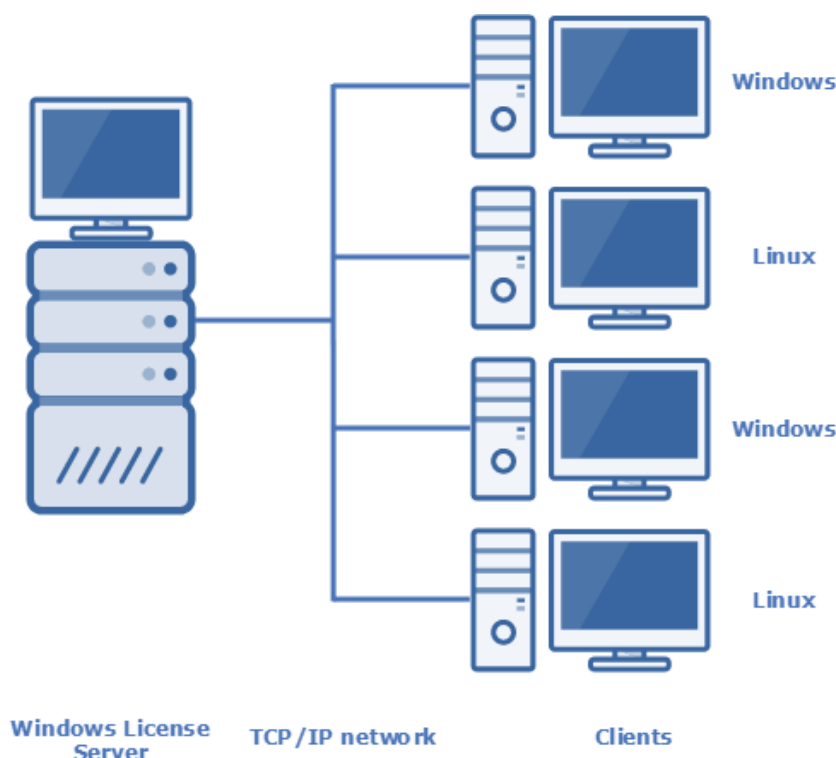 Windows
Linux
Windows
Linux
Windows License
Server
TCP/IP network
Clients